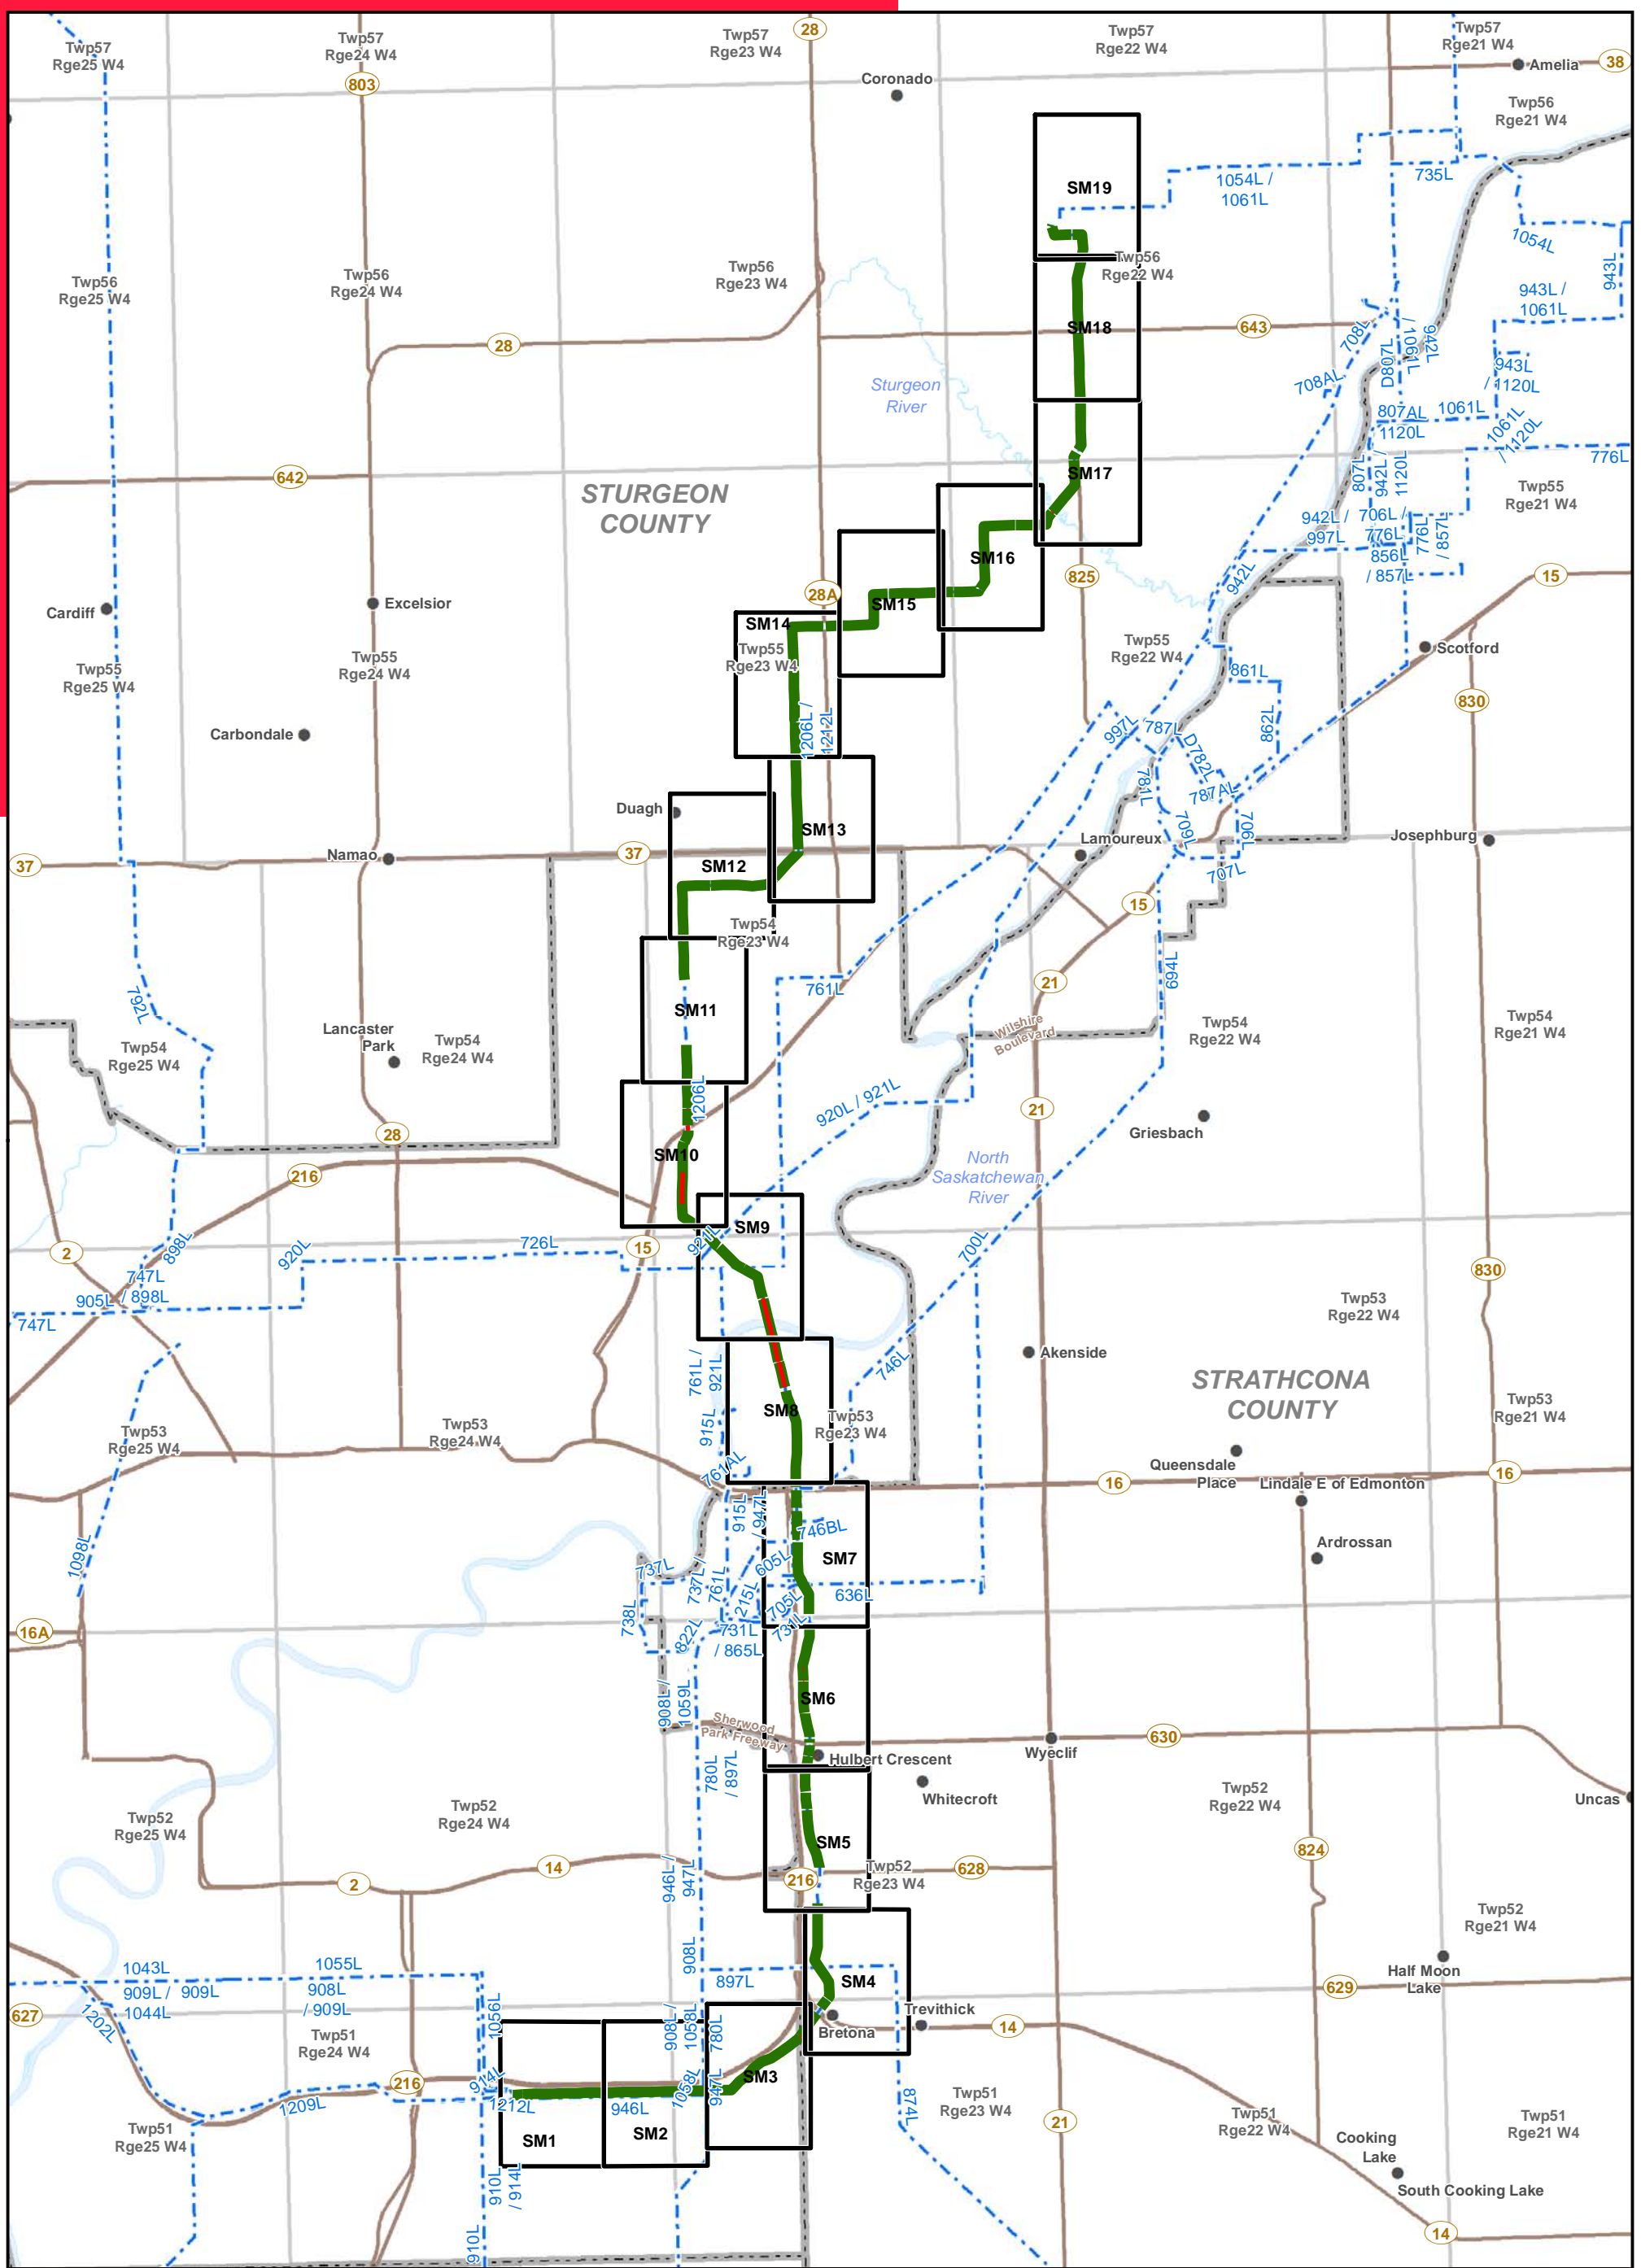 Twp57
Rge25 W4
Twp57
Rge24 W4
803
Twp57
Rge23 W4
28
Twp57
Rge22 W4
Twp57
Rge21 W4
Amelia
38
Coronado
Twp56
Rge21 W4
SM19
1054L /
1061L
735L
1054L
943L
Twp56
Rge25 W4
Twp56
Rge24 W4
Twp56
Rge23 W4
Twp56
Rge22 W4
943L /
1061L
28
SM18
643
708L
D807L
/ 1061L
942L
708AL
943L
/ 1120L
Sturgeon
River
807AL
1120L
1061L
1061L
/ 1120L
642
STURGEON
COUNTY
SM17
807L
942L /
1120L
776L
Twp55
Rge21 W4
942L /
997L
706L /
776L
776L
/ 857L
856L
/ 857L
SM16
825
942L
15
28A
SM15
Cardiff
Excelsior
SM14
Twp55
Rge23 W4
Twp55
Rge22 W4
Scotford
Twp55
Rge25 W4
Twp55
Rge24 W4
861L
830
1206L /
1212L
862L
Carbondale
997L
787L
D782L
781L
787AL
Duagh
SM13
709L
706L
Lamoureux
Josephburg
37
Namao
37
SM12
707L
15
Twp54
Rge23 W4
694L
21
761L
792L
SM11
Wilshire
Boulevard
Lancaster
Park
Twp54
Rge24 W4
Twp54
Rge25 W4
Twp54
Rge22 W4
Twp54
Rge21 W4
1206L
920L / 921L
21
Griesbach
28
SM10
216
North
Saskatchewan
River
SM9
2
898L
920L
726L
15
921L
700L
830
747L
/ 898L
905L
747L
Twp53
Rge22 W4
761L /
921L
746L
Akenside
STRATHCONA
COUNTY
SM8
915L
Twp53
Rge25 W4
Twp53
Rge24 W4
Twp53
Rge23 W4
Twp53
Rge21 W4
761AL
Queensdale
Place
16
16
Lindale E of Edmonton
915L
/ 947L
746BL
Ardrossan
1098L
737L
737L /
761L
605L
SM7
215L
705L
636L
738L
16A
822L
731L
/ 865L
731L
908L /
1059L
SM6
Sherwood
Park Freeway
630
Wyeclif
Hulbert Crescent
780L
/ 897L
Whitecroft
Uncas
Twp52
Rge25 W4
Twp52
Rge24 W4
Twp52
Rge22 W4
SM5
824
14
2
946L /
947L
216
Twp52
Rge23 W4
628
Twp52
Rge21 W4
908L
897L
SM4
Half Moon
Lake
629
1043L
1055L
909L / 909L
1044L
908L
/ 909L
627
1202L
1056L
Twp51
Rge24 W4
908L /
1058L
780L
Bretona
Trevithick
14
216
914L
1209L
1212L
946L
1058L
947L
SM3
874L
Twp51
Rge23 W4
Twp51
Rge25 W4
SM1
SM2
21
Twp51
Rge22 W4
Twp51
Rge21 W4
Cooking
Lake
South Cooking Lake
910L
/ 914L
910L
14